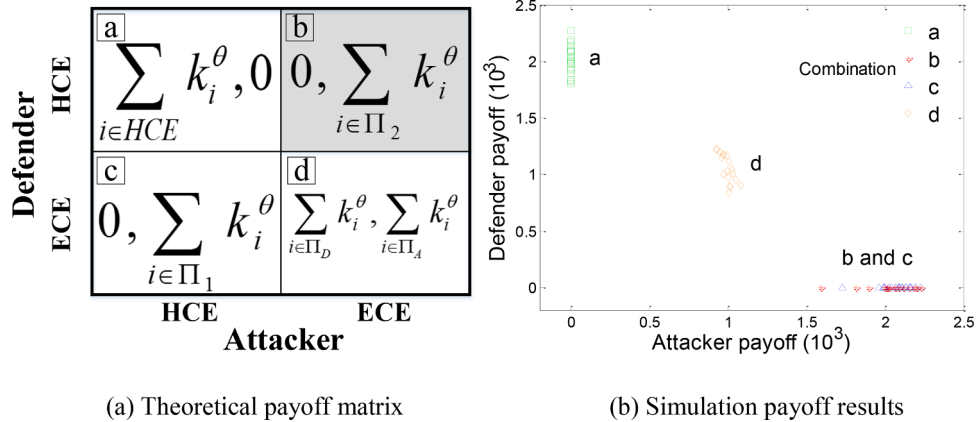 a
b
∑ i∈HCE k_i^θ , 0
0, ∑ i∈Π_2 k_i^θ
c
d
0, ∑ i∈Π_1 k_i^θ
∑ i∈Π_D k_i^θ, ∑ i∈Π_A k_i^θ
Defender
HCE
ECE
HCE
ECE
Attacker
(a) Theoretical payoff matrix
2.5
2
1.5
1
0.5
0
Defender payoff (10^3)
a
d
b and c
Combination
a
b
c
d
0
0.5
1
1.5
2
2.5
Attacker payoff (10^3)
(b) Simulation payoff results